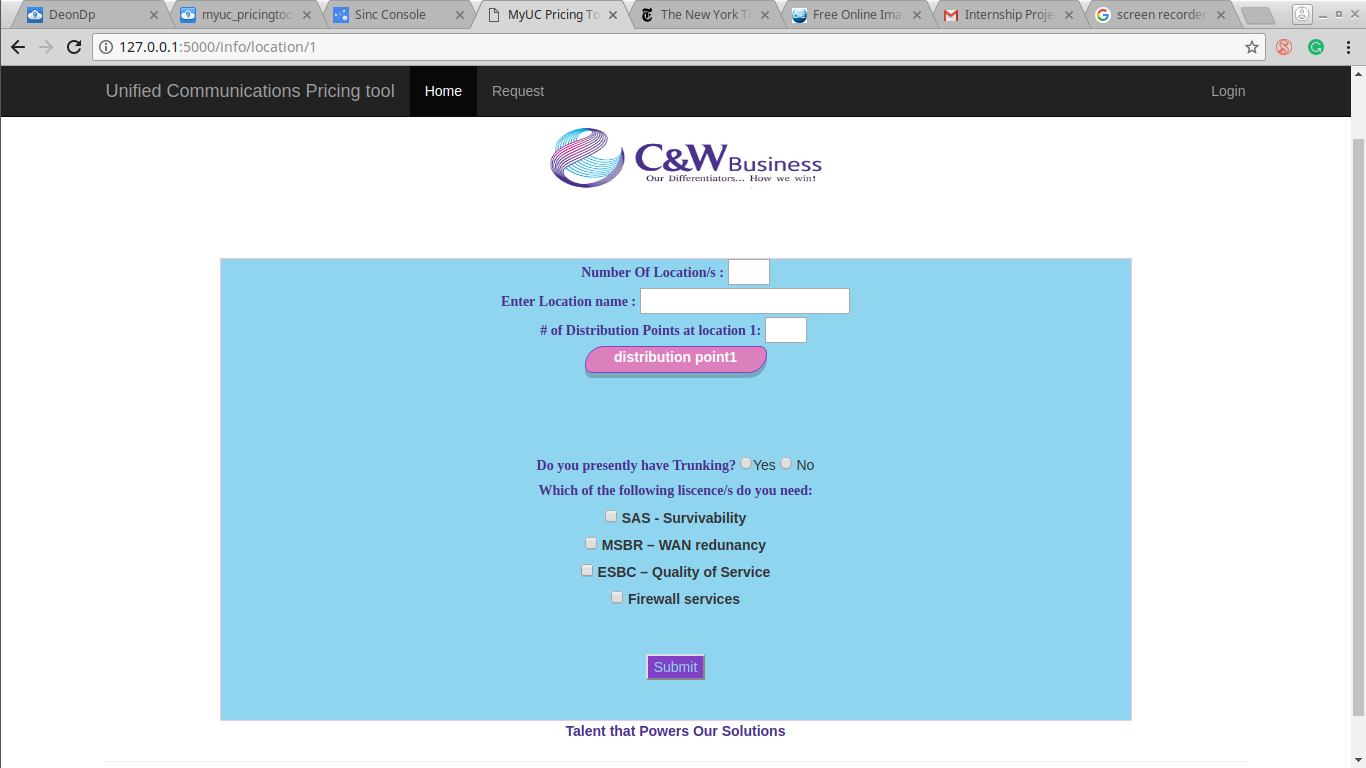 DeonDp
myuc_pricingtoo
Sinc Console
MyUC Pricing To
The New York Ti
Free Online Ima
Internship Proje
screen recorder
127.0.0.1:5000/info/location/1
Unified Communications Pricing tool Home Request Login
C&W Business
Our Differentiators... How we win!
Number Of Location/s :
Enter Location name :
# of Distribution Points at location 1:
distribution point1
Do you presently have Trunking? Yes No
Which of the following liscence/s do you need:
SAS - Survivability
MSBR – WAN redunancy
ESBC – Quality of Service
Firewall services
Submit
Talent that Powers Our Solutions